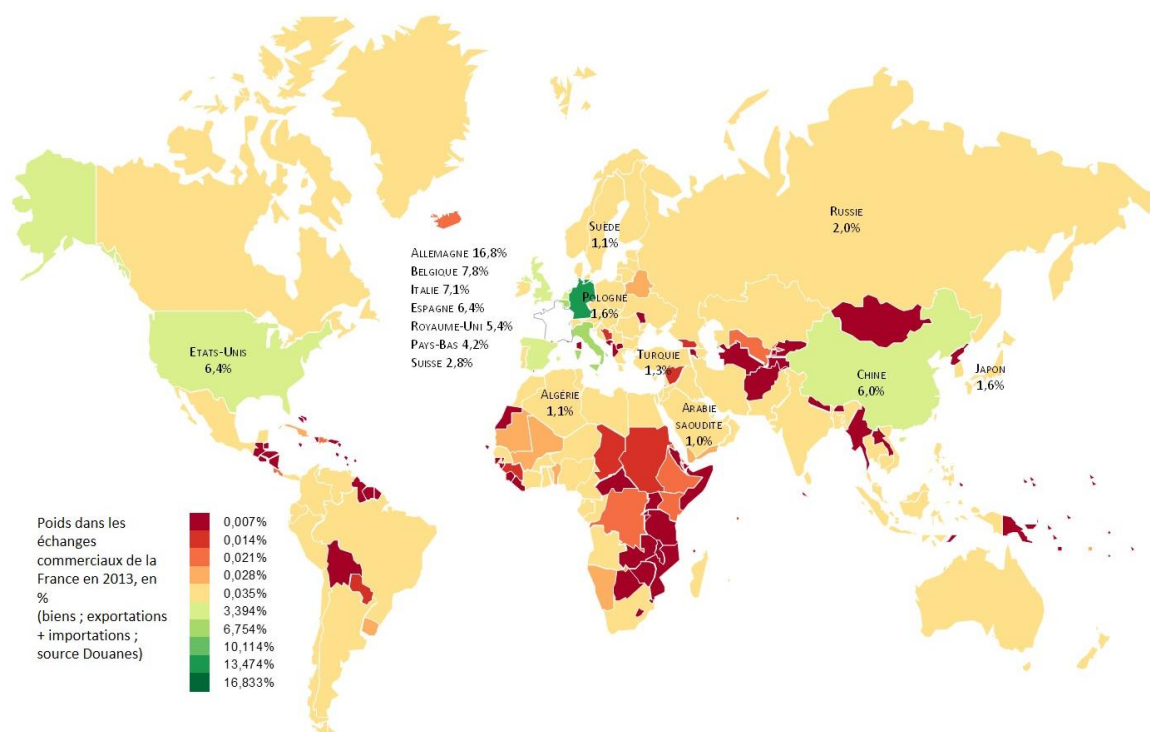 SUÈDE
1,1%
RUSSIE
2,0%
ALLEMAGNE 16,8%
BELGIQUE 7,8%
ITALIE 7,1%
ESPAGNE 6,4%
ROYAUME-UNI 5,4%
PAYS-BAS 4,2%
SUISSE 2,8%
POLOGNE
1,6%
ETATS-UNIS
6,4%
TURQUIE
1,3%
CHINE
6,0%
JAPON
1,6%
ALGÉRIE
1,1%
ARABIE
SAOUDITE
1,0%
Poids dans les
échanges
commerciaux de la
France en 2013, en
%
(biens ; exportations
+ importations ;
source Douanes)
0,007%
0,014%
0,021%
0,028%
0,035%
3,394%
6,754%
10,114%
13,474%
16,833%